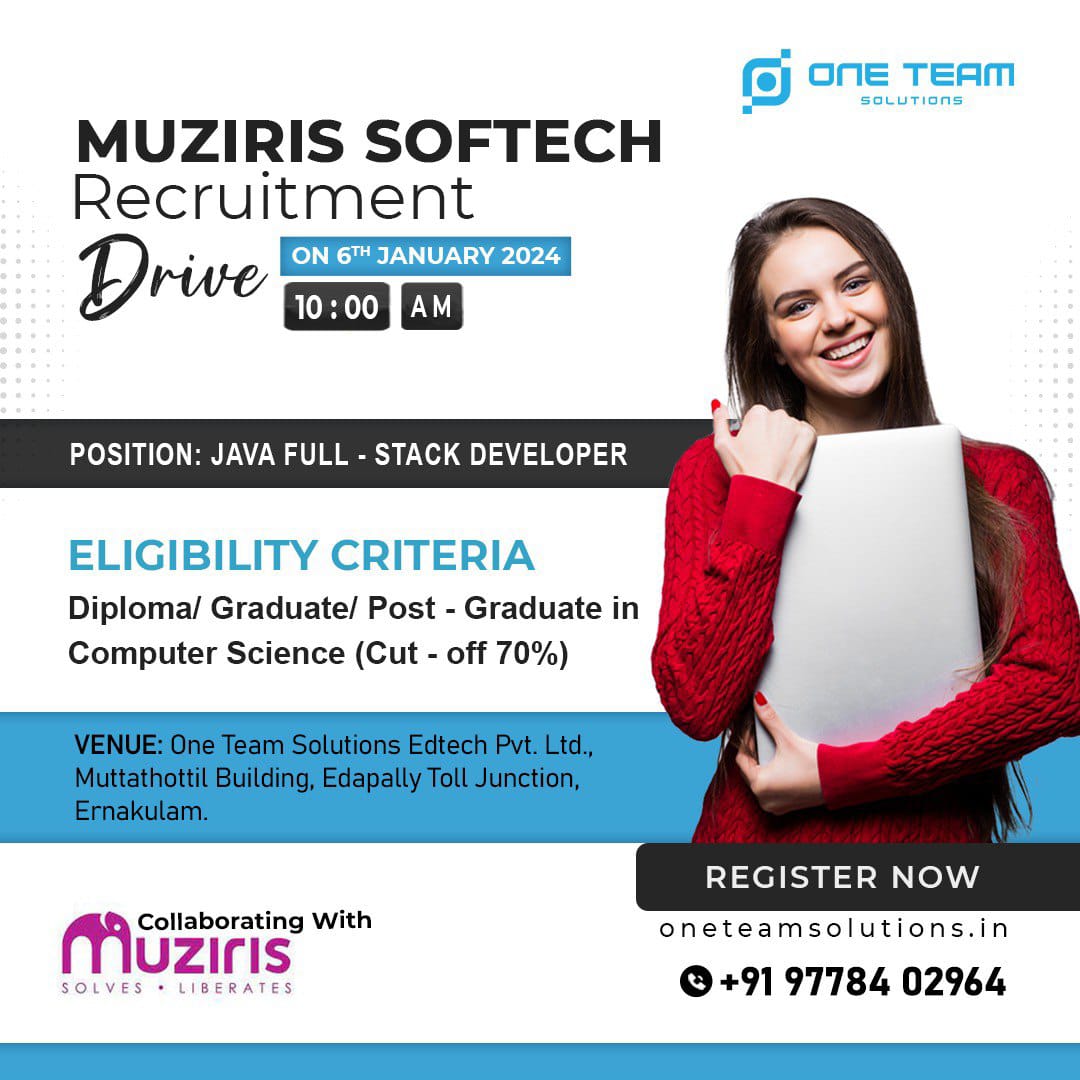 ONE TEAM
SOLUTIONS
MUZIRIS SOFTECH
Recruitment
Drive
ON 6TH JANUARY 2024
10 : 00 AM
POSITION: JAVA FULL - STACK DEVELOPER
ELIGIBILITY CRITERIA
Diploma/ Graduate/ Post - Graduate in
Computer Science (Cut - off 70%)
VENUE: One Team Solutions Edtech Pvt. Ltd.,
Muttathottil Building, Edapally Toll Junction,
Ernakulam.
Collaborating With
muziris
SOLVES • LIBERATES
REGISTER NOW
oneteamsolutions.in
+91 97784 02964